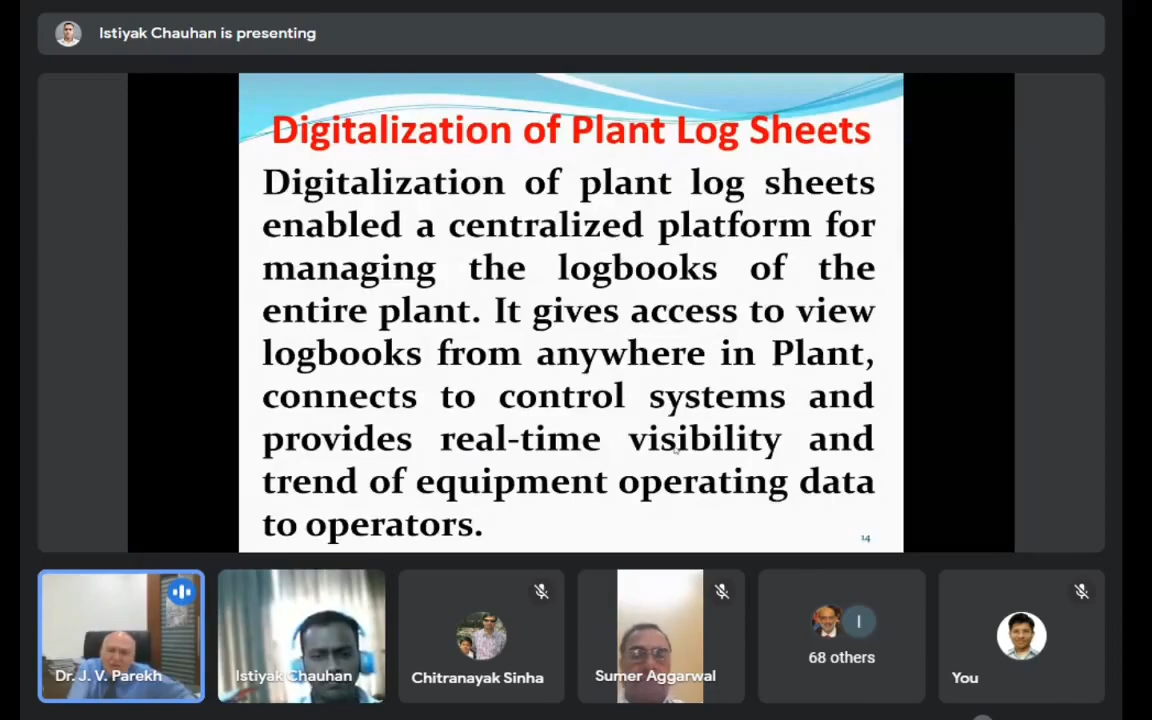 Istiyak Chauhan is presenting
Digitalization of Plant Log Sheets
Digitalization of plant log sheets
enabled a centralized platform for
managing the logbooks of the
entire plant. It gives access to view
logbooks from anywhere in Plant,
connects to control systems and
provides real-time visibility and
trend of equipment operating data
to operators.
14
Dr. J. V. Parekh
Istiyak Chauhan
Chitranayak Sinha
Sumer Aggarwal
I
68 others
You